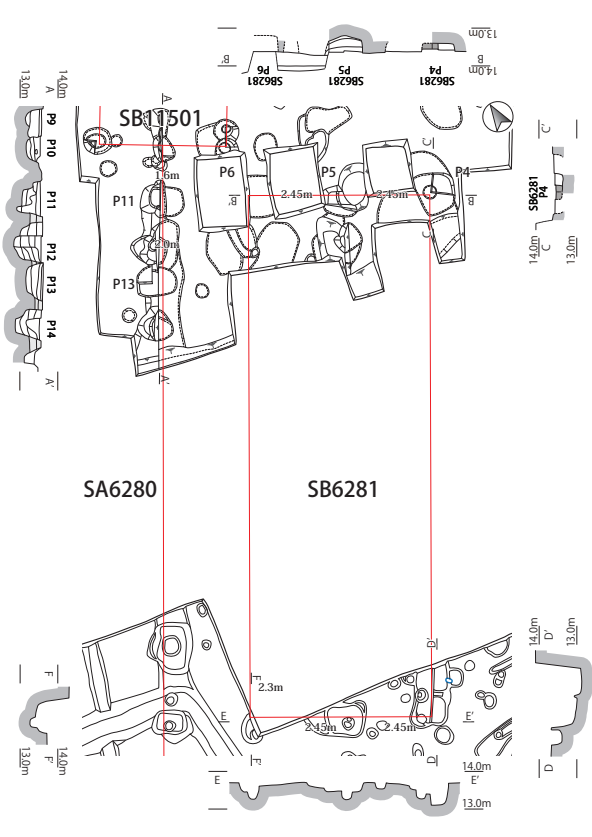 13.0m
14.0m
B'
B
SB6281
P6
SB6281
P5
SB6281
P4
13.0m
14.0m
A
P9
P10
P11
P12
P13
P14
A'
SB11501
A
C'
P6
P5
P4
1.6m
P11
B'
2.45m
2.45m
B
2.0m
P13
C
A'
C'
SB6281
P4
C
14.0m
13.0m
SA6280
SB6281
F
F'
13.0m
14.0m
F
2.3m
D'
E
2.45m
2.45m
E'
F'
D
14.0m
13.0m
D'
D
E
14.0m
E'
13.0m